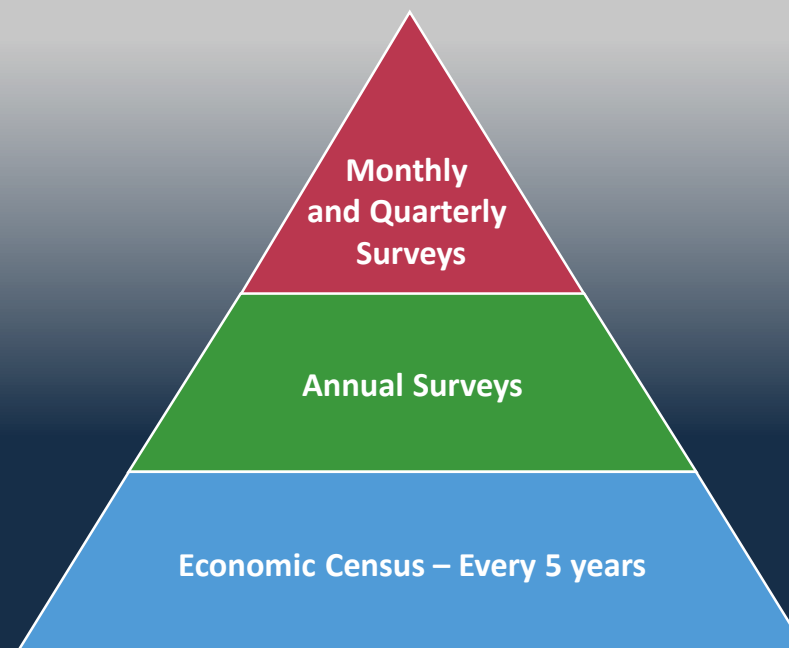 Monthly
and Quarterly
Surveys
Annual Surveys
Economic Census – Every 5 years